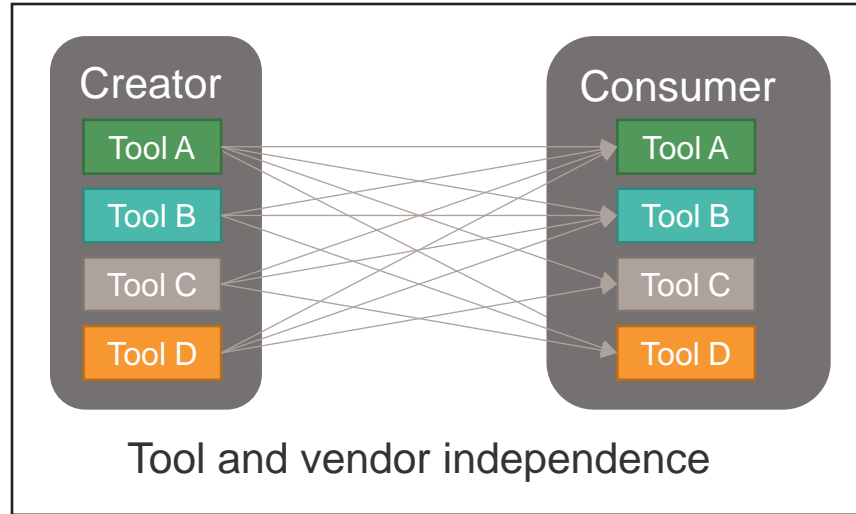 Creator
Tool A
Tool B
Tool C
Tool D
Consumer
Tool A
Tool B
Tool C
Tool D
Tool and vendor independence